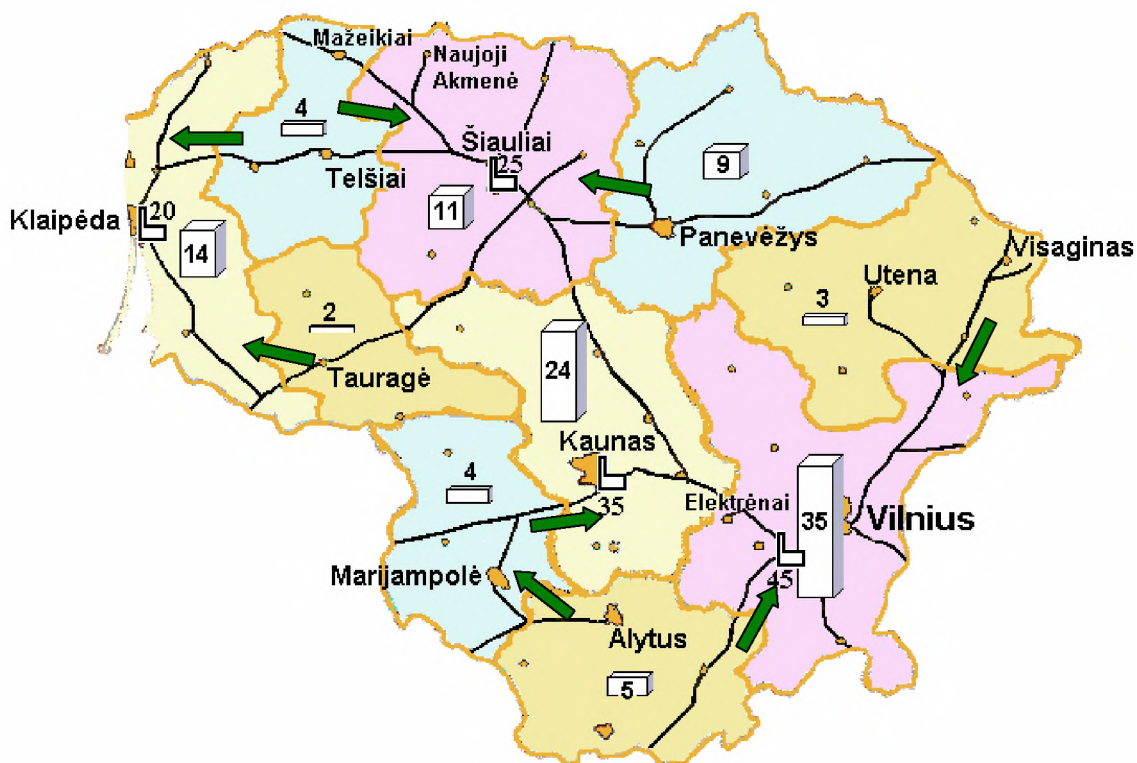 Mažeikiai
Naujoji
Akmenė
4
Šiauliai
25
9
Telšiai
Klaipėda
20
14
11
Panevėžys
Visaginas
Utena
2
3
Tauragė
24
Kaunas
4
35
Elektrėnai
35
Vilnius
Marijampolė
45
Alytus
5